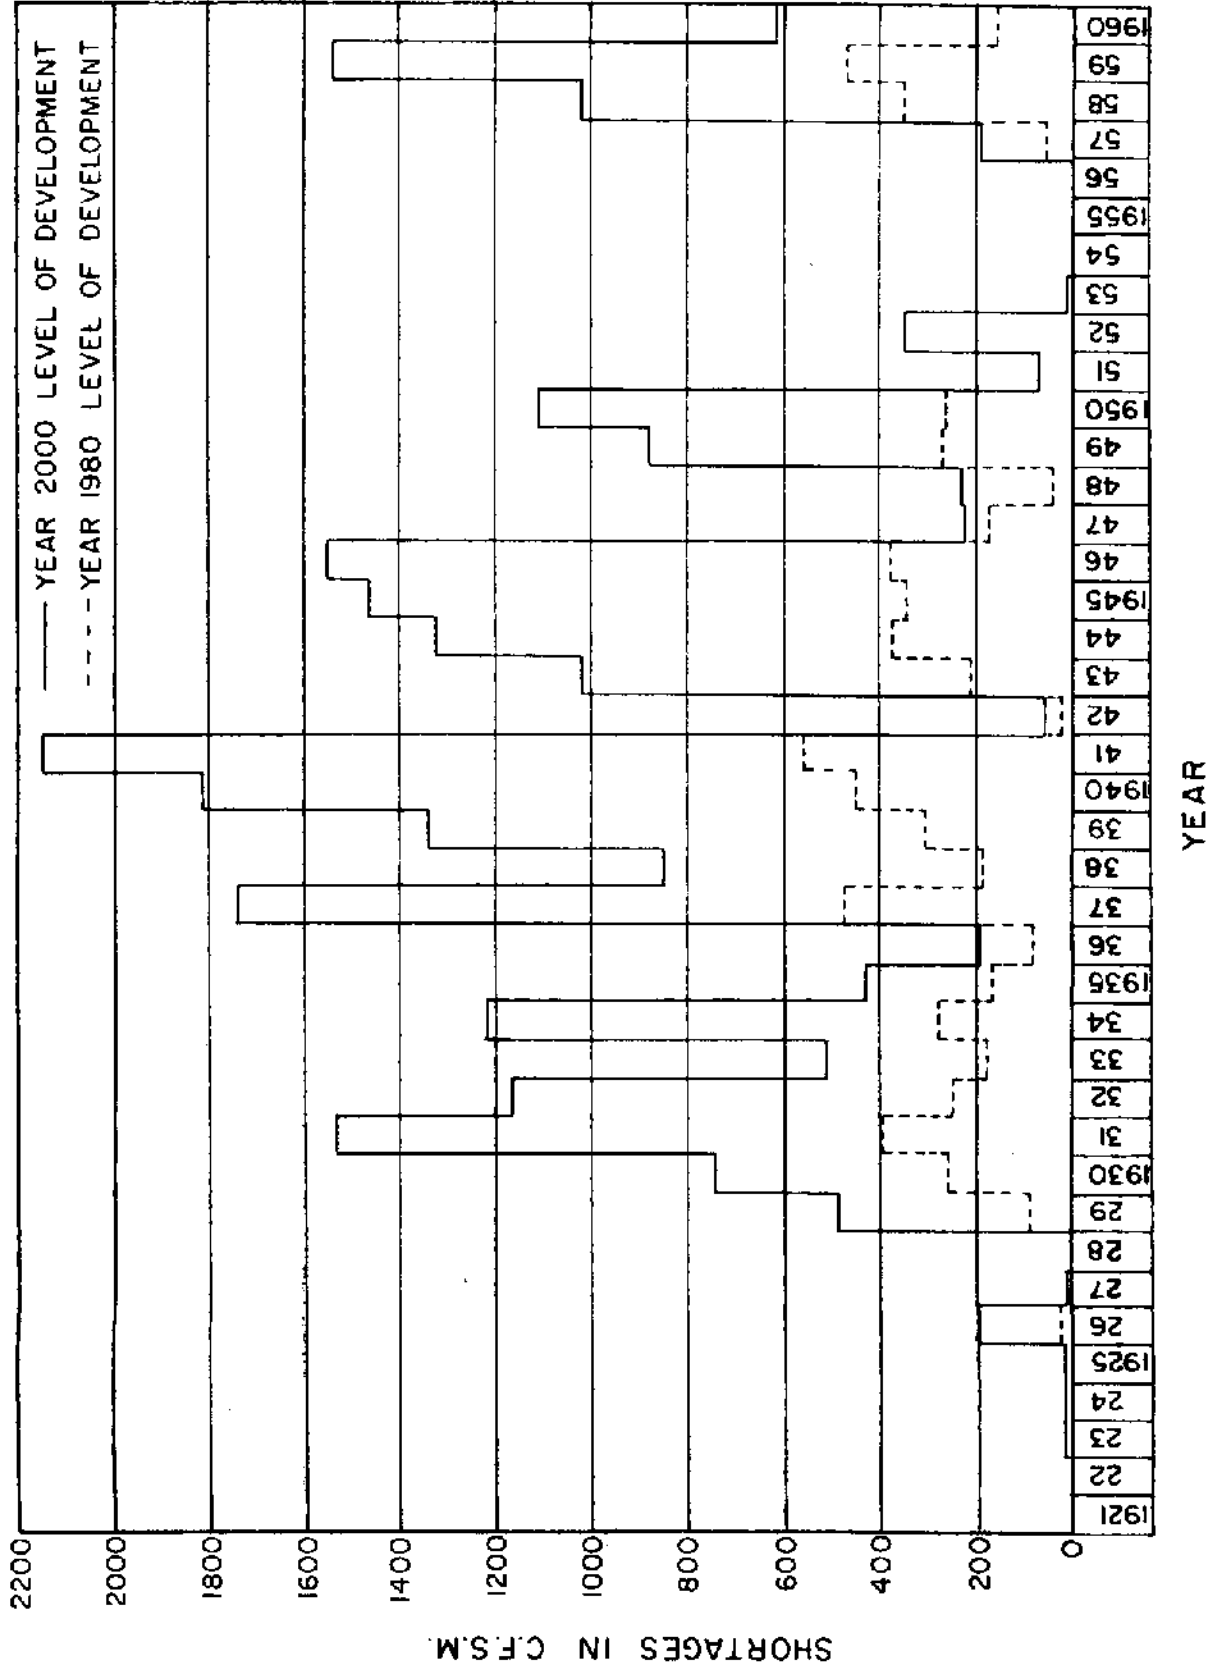 —— YEAR 2000 LEVEL OF DEVELOPMENT
---- YEAR 1980 LEVEL OF DEVELOPMENT
2200
2000
1800
1600
1400
1200
1000
800
600
400
200
0
SHORTAGES IN C.F.S.M.
1921 22 23 24 1925 26 27 28 29 1930 31 32 33 34 1935 36 37 38 39 1940 41 42 43 44 1945 46 47 48 49 1950 51 52 53 54 1955 56 57 58 59 1960
YEAR